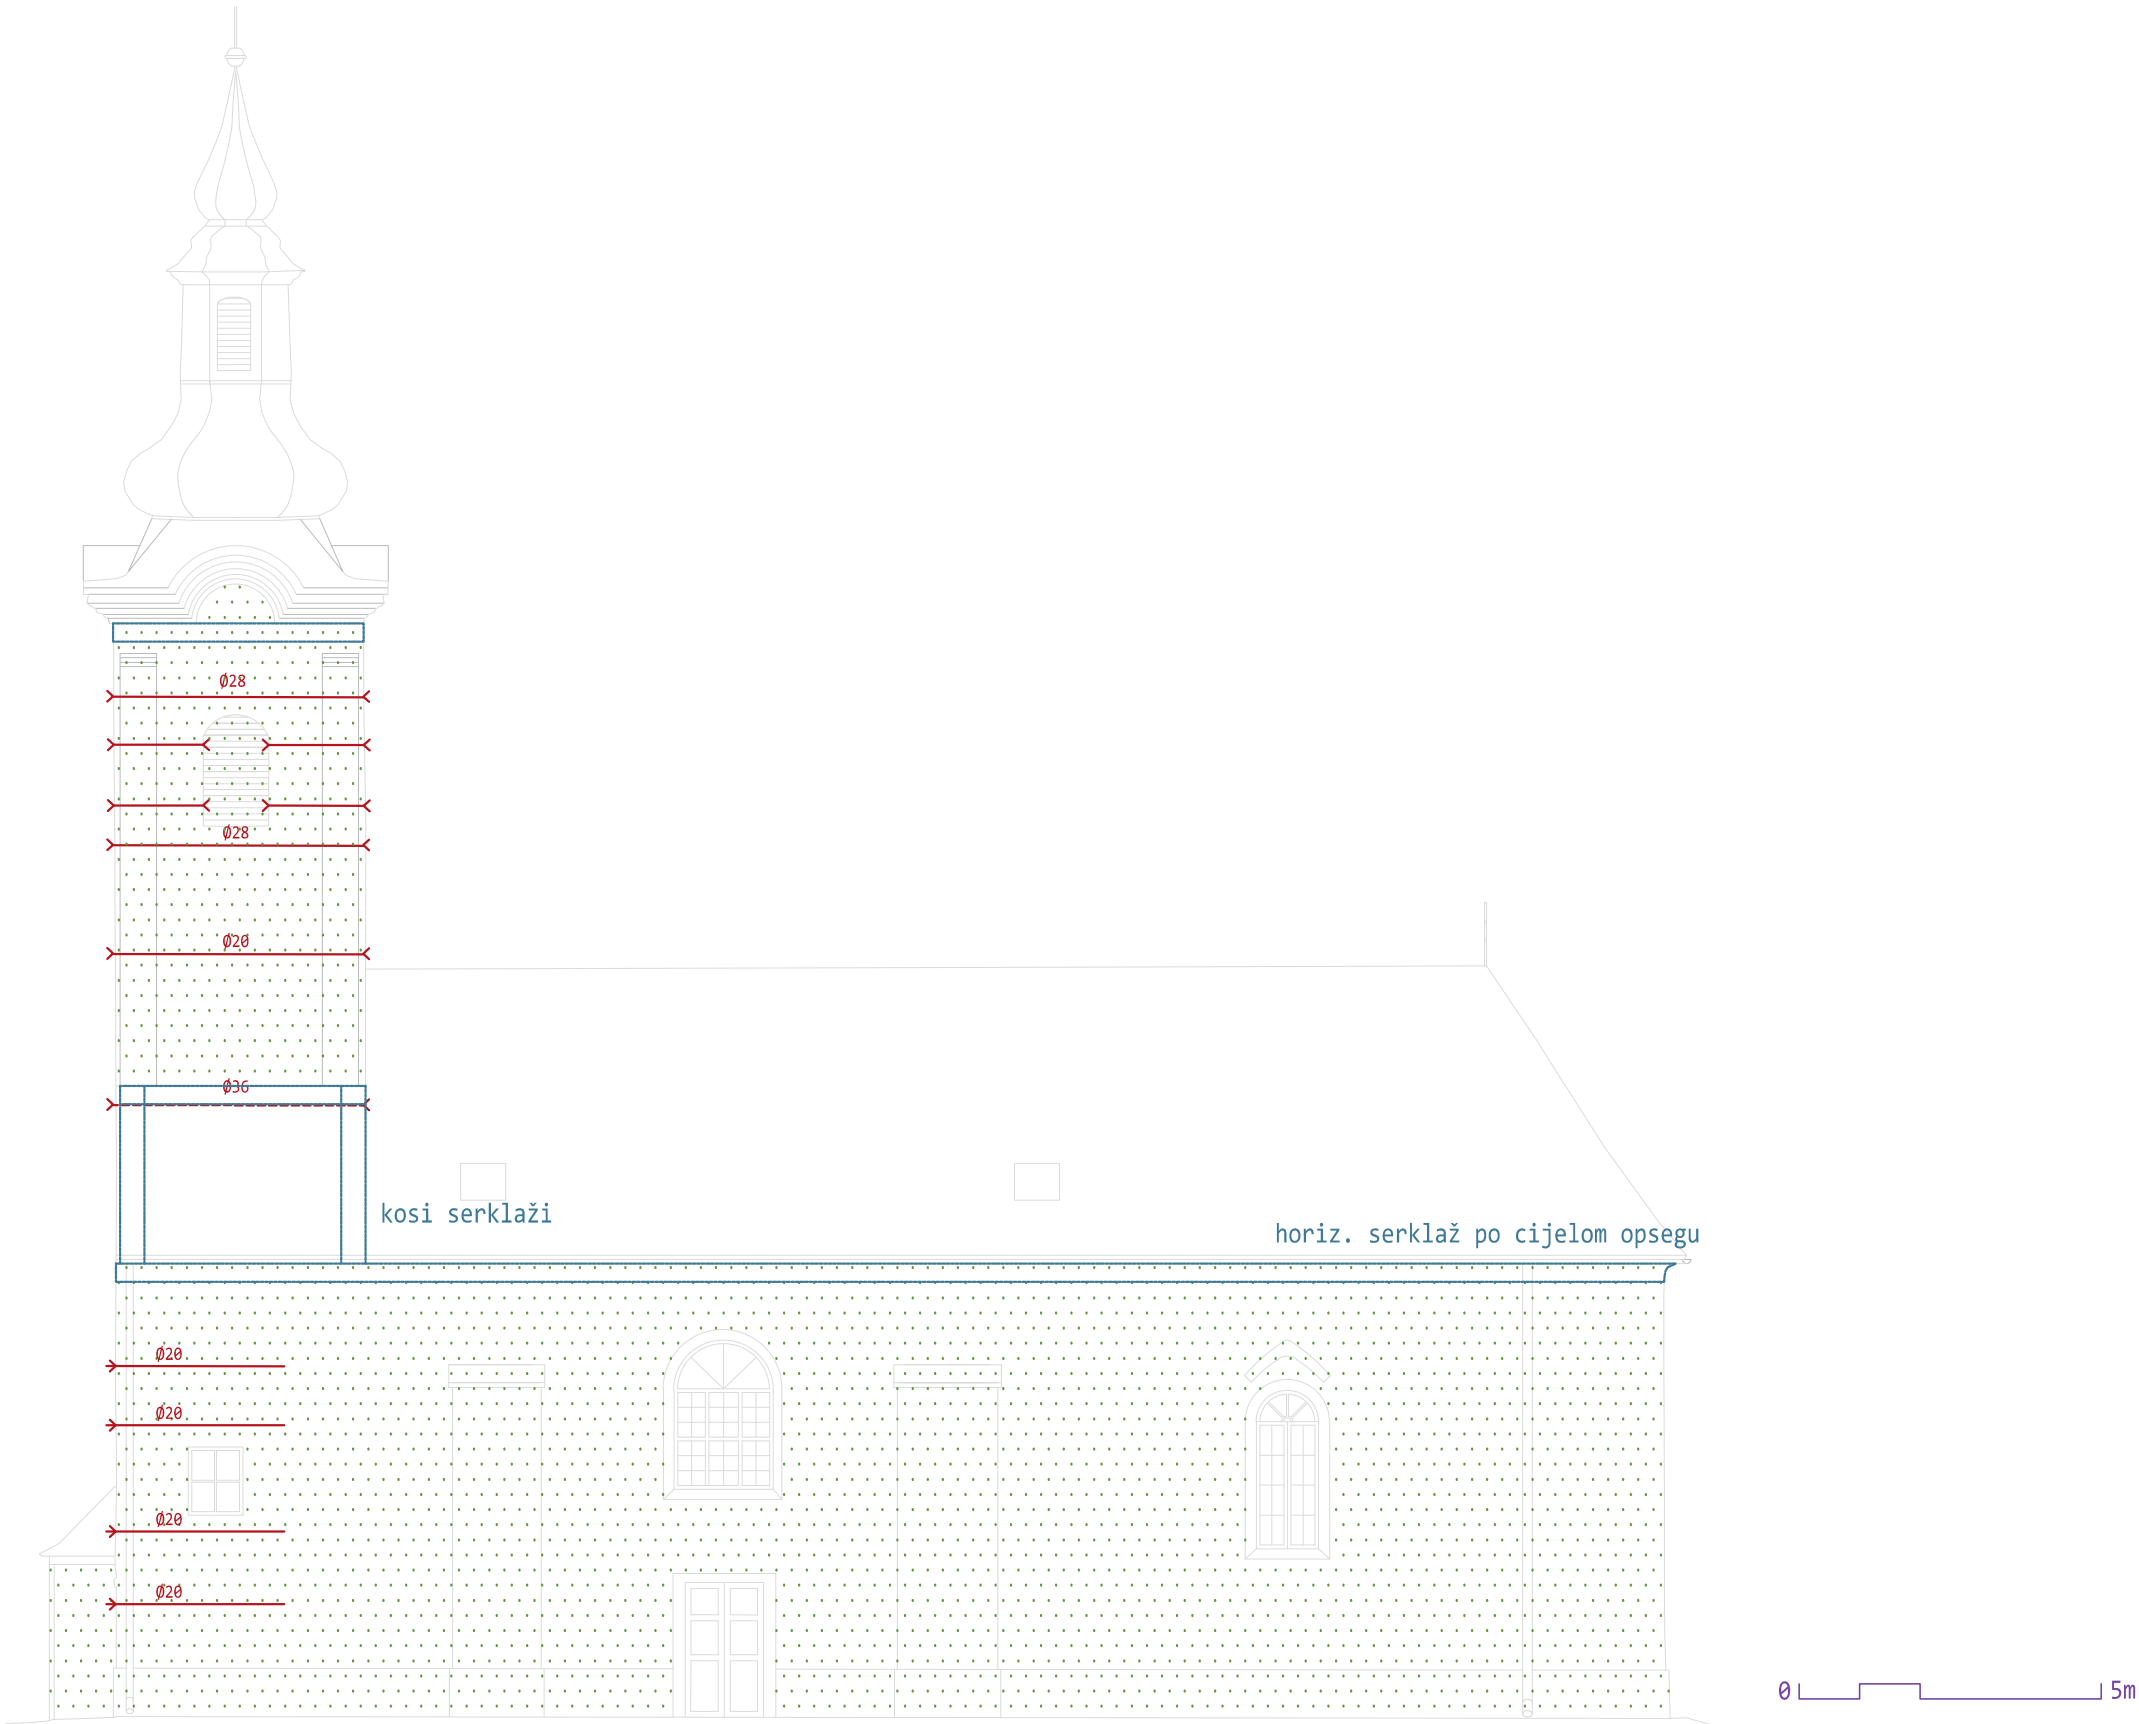 Ø28
Ø28
Ø20
Ø36
kosi serklaži
horiz. serklaž po cijelom opsegu
Ø20
Ø20
Ø20
Ø20
0 5m